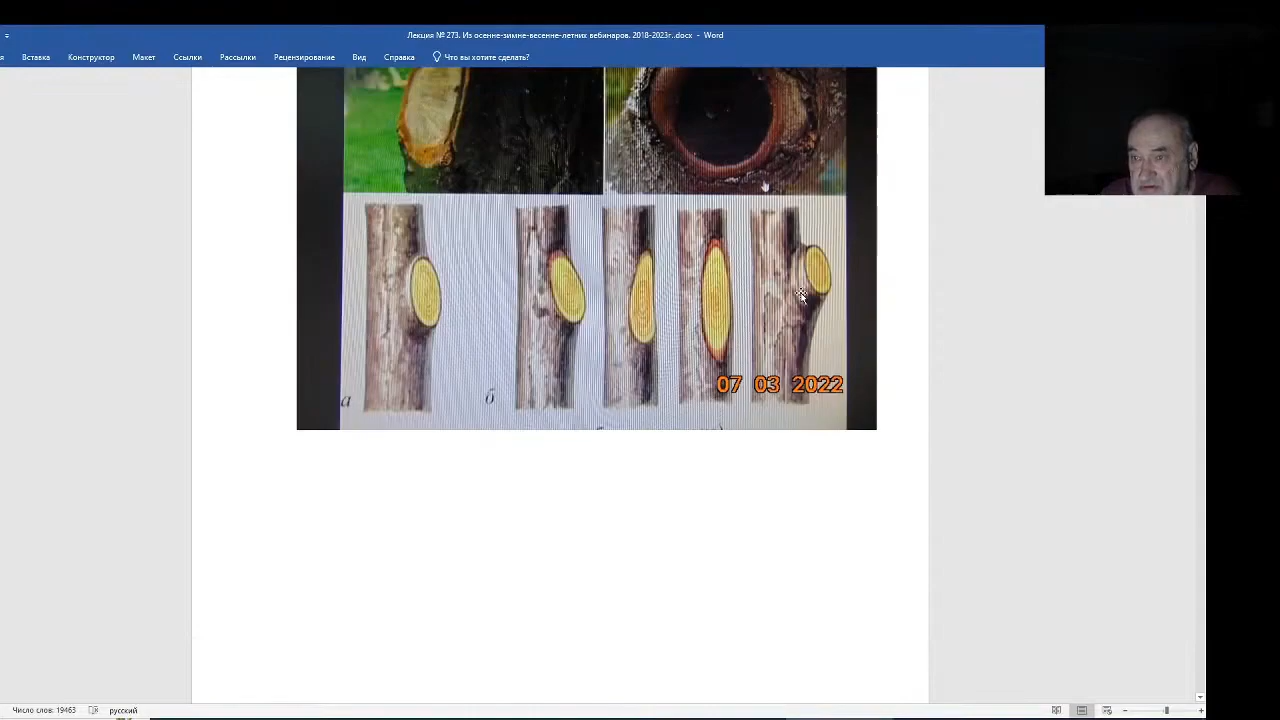 Лекция № 273. Из осенне-зимне-весенне-летних вебинаров. 2018-2023г..docx - Word
я Вставка Конструктор Макет Ссылки Рассылки Рецензирование Вид Справка Что вы хотите сделать?
а б
07 03 2022
Число слов: 19463 русский